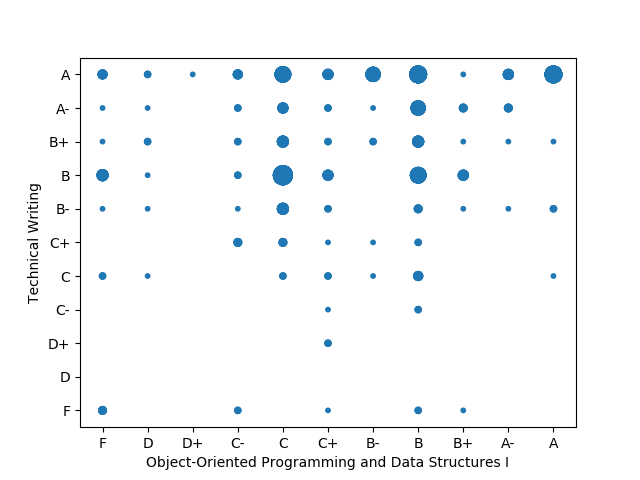 A
A-
B+
B
B-
C+
C
C-
D+
D
F
Technical Writing
F D D+ C- C C+ B- B B+ A- A
Object-Oriented Programming and Data Structures I